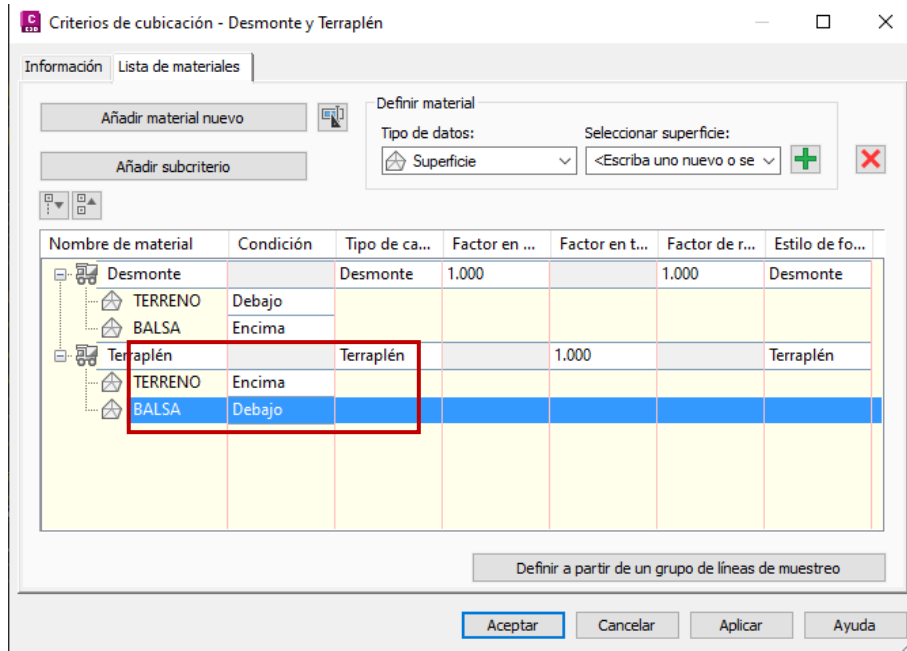 Criterios de cubicación - Desmonte y Terraplén
Información Lista de materiales
Añadir material nuevo
Definir material
Tipo de datos: Seleccionar superficie:
Superficie <Escriba uno nuevo o se
Añadir subcriterio
Nombre de material Condición Tipo de ca... Factor en ... Factor en t... Factor de r... Estilo de fo...
Desmonte Desmonte 1.000 1.000 Desmonte
TERRENO Debajo
BALSA Encima
Terraplén Terraplén 1.000 Terraplén
TERRENO Encima
BALSA Debajo
Definir a partir de un grupo de líneas de muestreo
Aceptar Cancelar Aplicar Ayuda